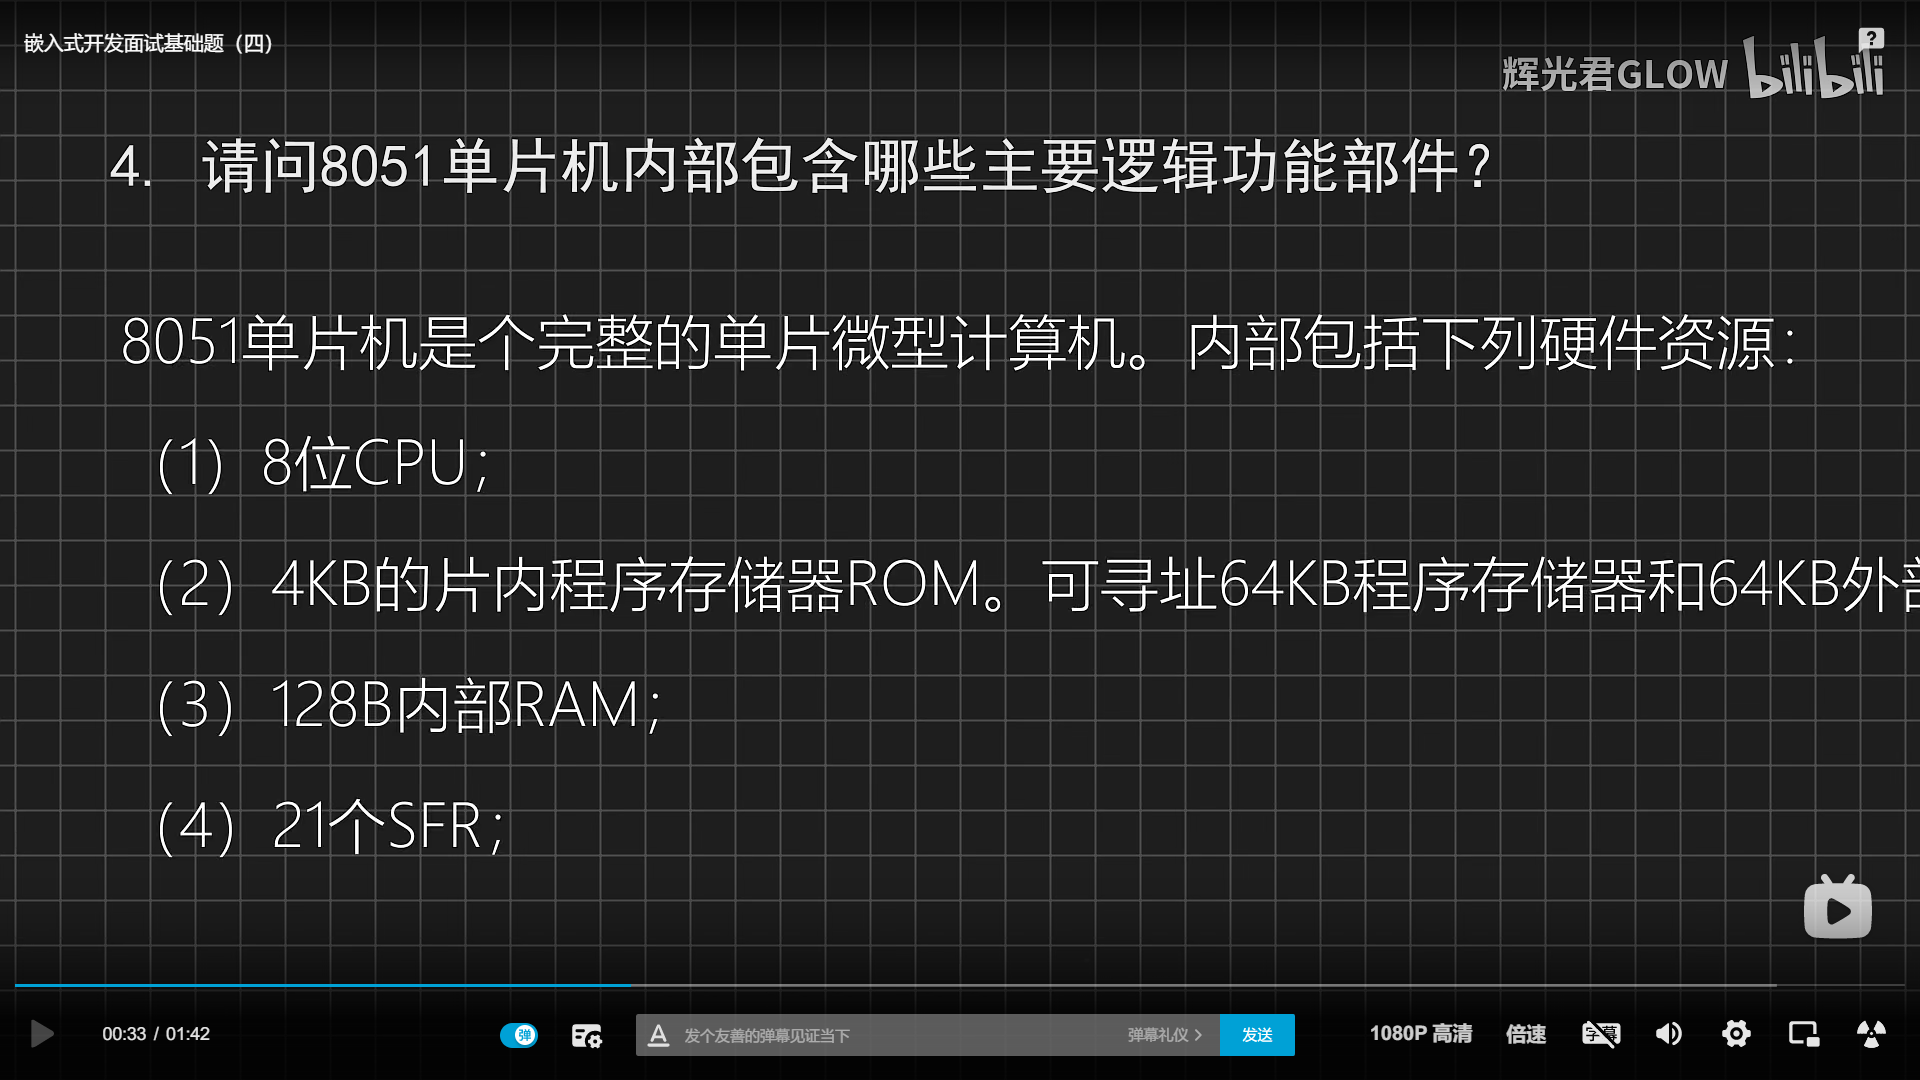 嵌入式开发面试基础题（四）
辉光君GLOW bilibili
4. 请问8051单片机内部包含哪些主要逻辑功能部件？
8051单片机是个完整的单片微型计算机。内部包括下列硬件资源：
(1) 8位CPU；
(2) 4KB的片内程序存储器ROM。可寻址64KB程序存储器和64KB外部
(3) 128B内部RAM；
(4) 21个SFR；
00:33 / 01:42
弹
发个友善的弹幕见证当下
弹幕礼仪 >
发送
1080P 高清
倍速
字幕